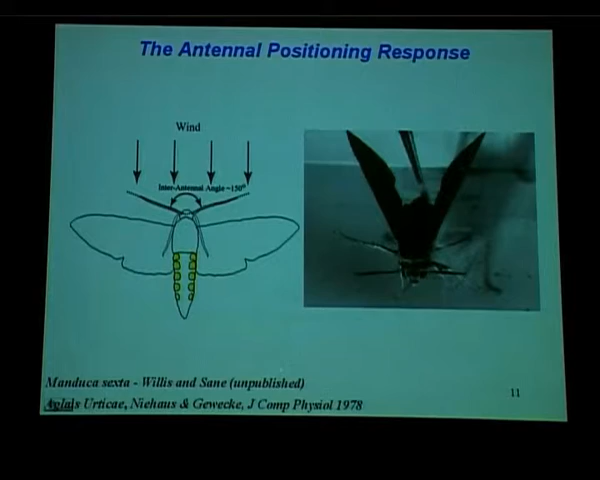 The Antennal Positioning Response
Wind
Inter-Antennal Angle ~150°
Manduca sexta - Willis and Sane (unpublished)
Aglais Urticae, Niehaus & Gewecke, J Comp Physiol 1978
11